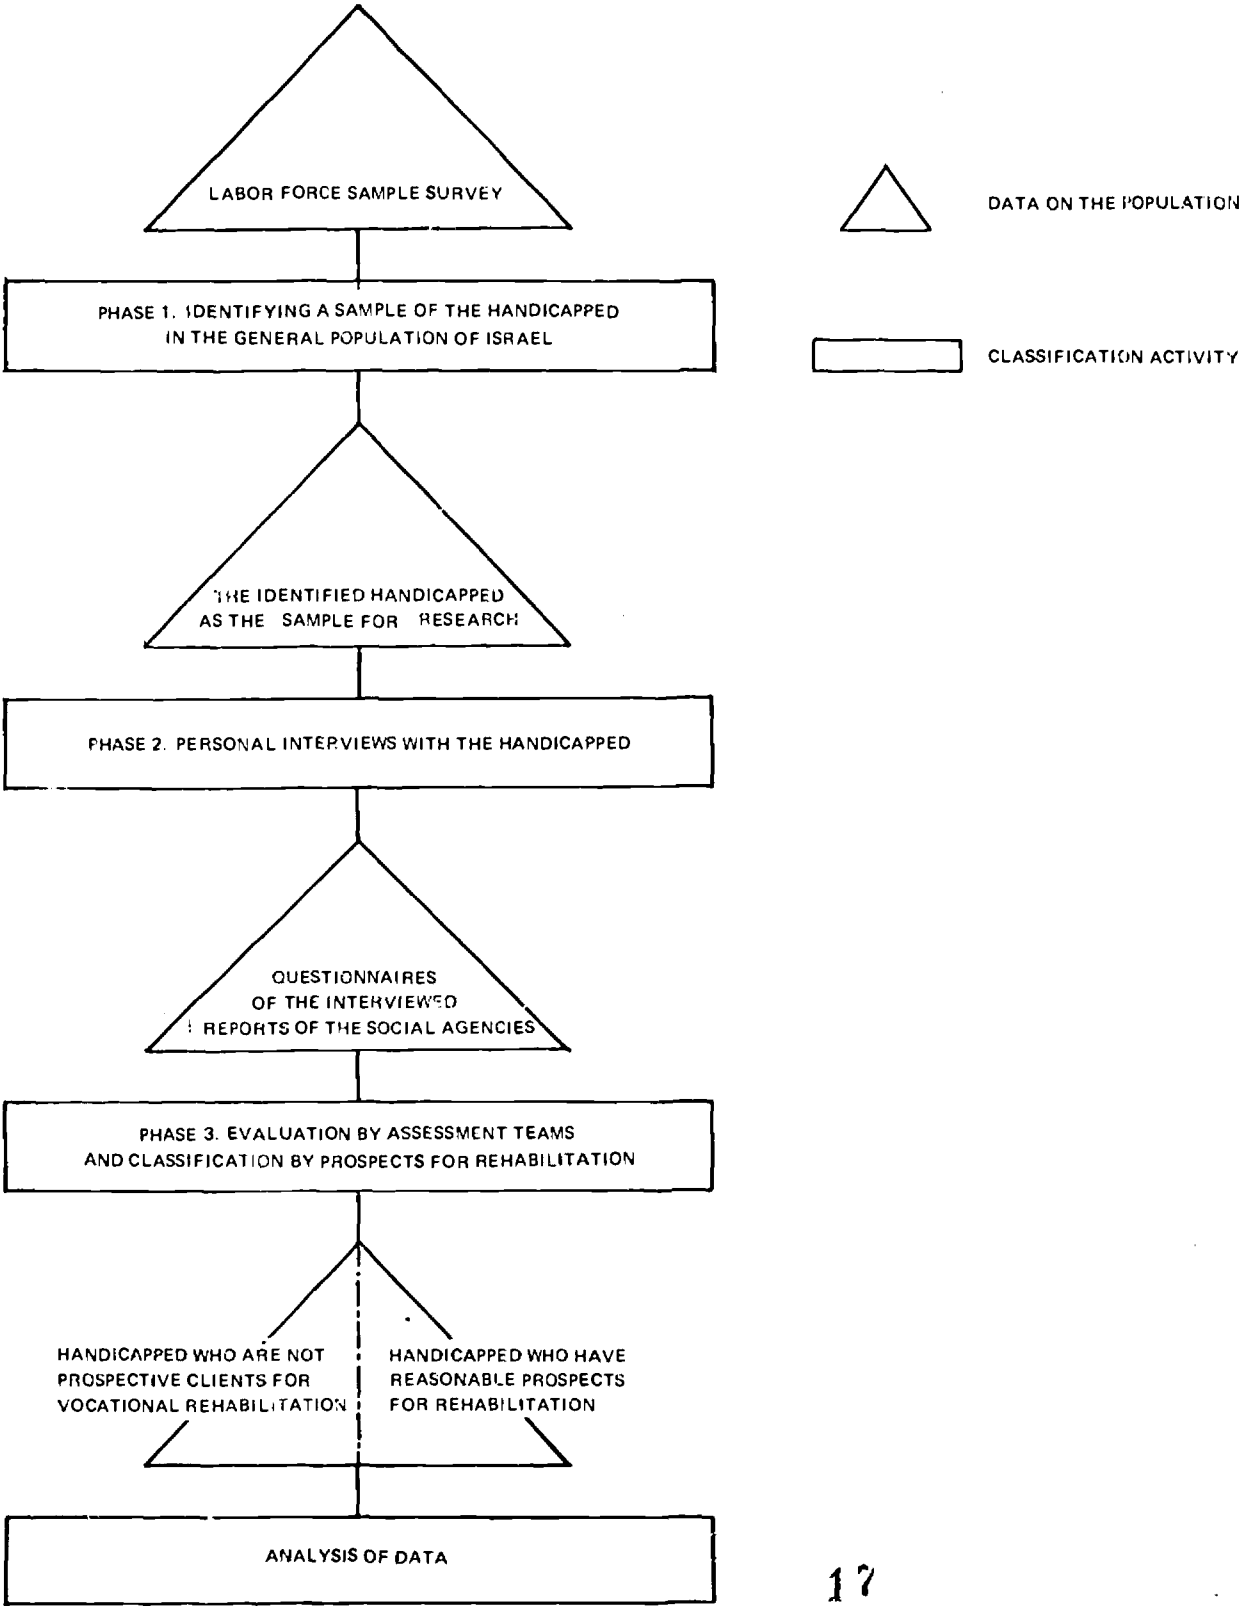 LABOR FORCE SAMPLE SURVEY
DATA ON THE POPULATION
PHASE 1. IDENTIFYING A SAMPLE OF THE HANDICAPPED
IN THE GENERAL POPULATION OF ISRAEL
CLASSIFICATION ACTIVITY
THE IDENTIFIED HANDICAPPED
AS THE SAMPLE FOR RESEARCH
PHASE 2. PERSONAL INTERVIEWS WITH THE HANDICAPPED
QUESTIONNAIRES
OF THE INTERVIEWED
REPORTS OF THE SOCIAL AGENCIES
PHASE 3. EVALUATION BY ASSESSMENT TEAMS
AND CLASSIFICATION BY PROSPECTS FOR REHABILITATION
HANDICAPPED WHO ARE NOT
PROSPECTIVE CLIENTS FOR
VOCATIONAL REHABILITATION
HANDICAPPED WHO HAVE
REASONABLE PROSPECTS
FOR REHABILITATION
ANALYSIS OF DATA
17